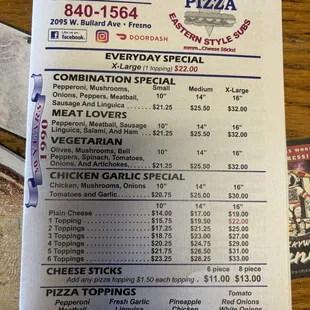 PIZZA
EASTERN STYLE SUBS
mmm...Cheese Sticks!
840-1564
2095 W. Bullard Ave • Fresno
facebook. DOORDASH
EVERYDAY SPECIAL
X-Large (1 topping) $22.00
COMBINATION SPECIAL
Small Medium X-Large
Pepperoni, Mushrooms,
Onions, Peppers, Meatball, 10" 14" 16"
Sausage And Linguica $21.25 $25.50 $32.00
MEAT LOVERS
Pepperoni, Meatball, Sausage 10" 14" 16"
Linguica, Salami, And Ham $21.25 $25.50 $32.00
VEGETARIAN
Olives, Mushrooms, Bell
Peppers, Spinach, Tomatoes, 10" 14" 16"
Onions, And Artichokes. $21.25 $25.50 $32.00
CHICKEN GARLIC SPECIAL
Chicken, Mushrooms, Onions 10" 14" 16"
Tomatoes and Garlic $20.75 $25.00 $30.00
10" 14" 16"
Plain Cheese $14.00 $17.00 $19.00
1 Topping $15.75 $19.50 $22.00
2 Toppings $17.25 $21.25 $25.00
3 Toppings $18.75 $23.00 $27.00
4 Toppings $20.25 $24.75 $29.00
5 Toppings $21.75 $26.50 $31.00
6 Toppings $23.25 $28.25 $33.00
CHEESE STICKS 6 piece 8 piece
Add any pizza topping $1.50 each topping $11.00 $13.00
PIZZA TOPPINGS
Tomato
Pepperoni Fresh Garlic Pineapple Red Onions
Meatball Linguica Chicken White Onions
1990